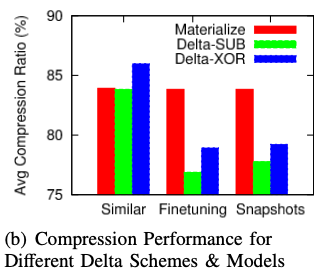 90
85
80
75
Avg Compression Ratio (%)
Materialize
Delta-SUB
Delta-XOR
Similar Finetuning Snapshots
(b) Compression Performance for
Different Delta Schemes & Models